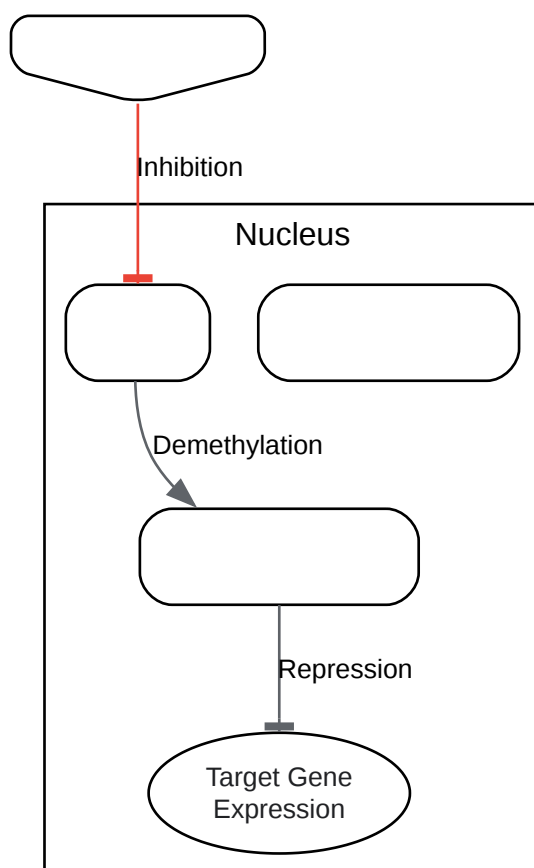 Inhibition
Nucleus
Demethylation
Repression
Target Gene
Expression